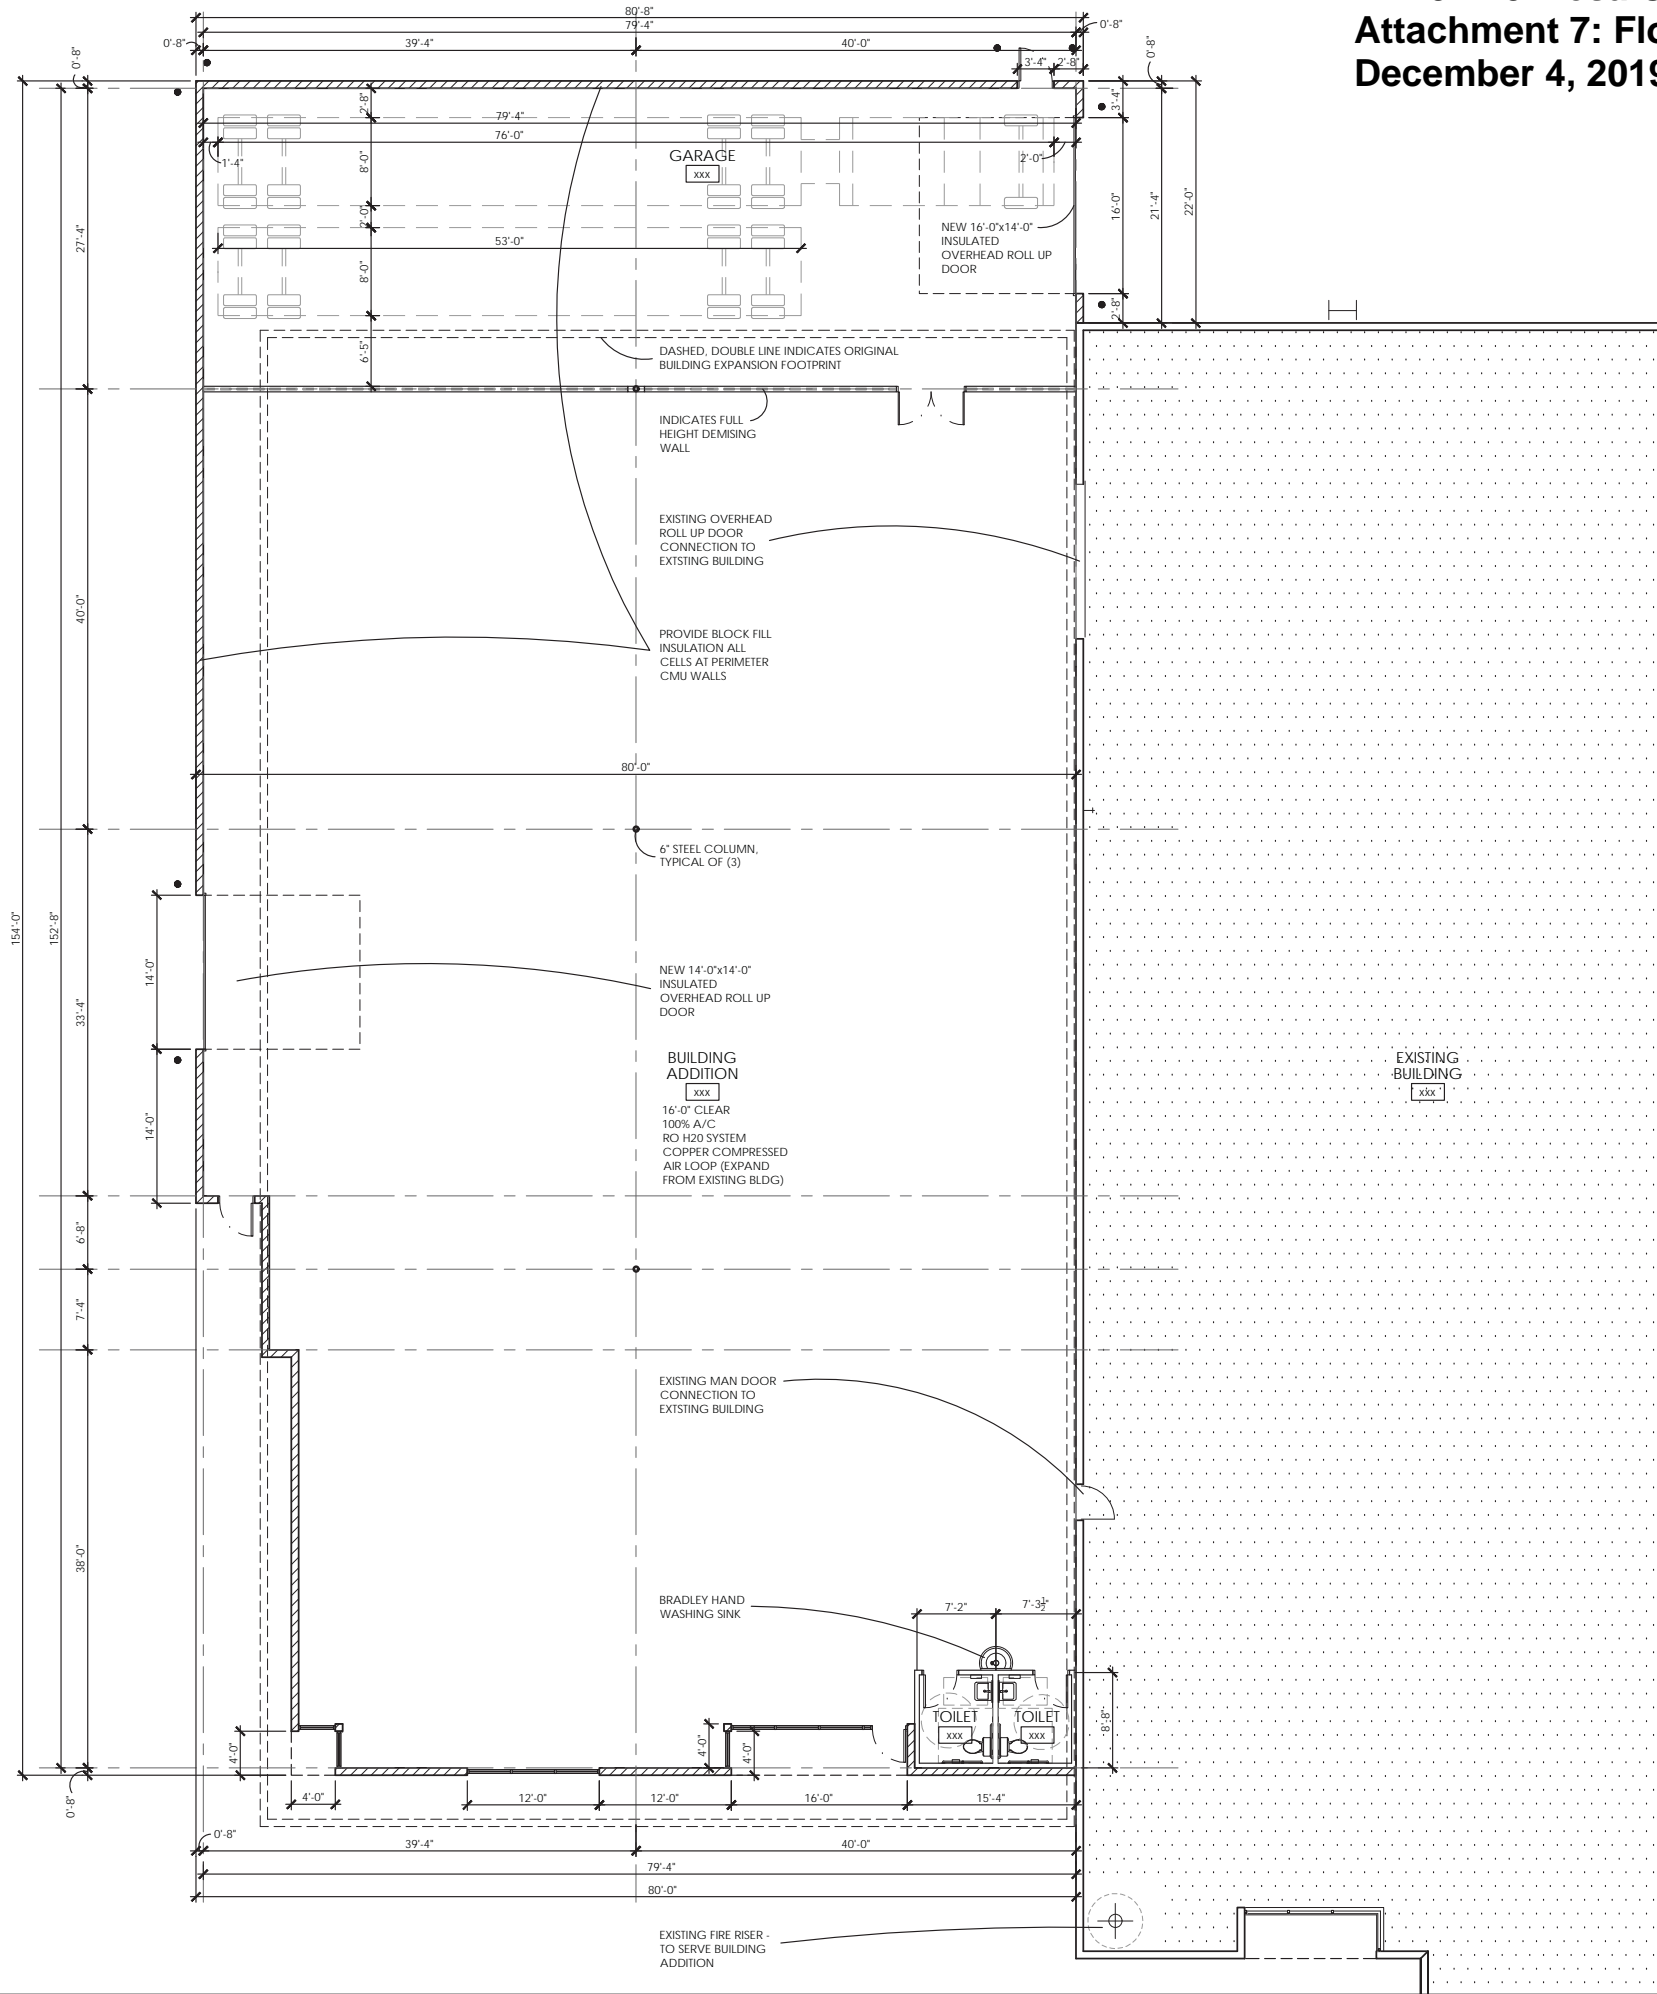 Attachment 7: Flo
December 4, 2019
80'-8"
79'-4"
0'-8"
39'-4"
40'-0"
0'-8"
0'-8"
3'-4"
2'-8"
0'-8"
2'-8"
79'-4"
76'-0"
1'-4"
8'-0"
GARAGE
xxx
2'-0"
3'-4"
16'-0"
21'-4"
22'-0"
27'-4"
2'-0"
53'-0"
8'-0"
NEW 16'-0"x14'-0"
INSULATED
OVERHEAD ROLL UP
DOOR
2'-8"
6'-5"
DASHED, DOUBLE LINE INDICATES ORIGINAL
BUILDING EXPANSION FOOTPRINT
INDICATES FULL
HEIGHT DEMISING
WALL
EXISTING OVERHEAD
ROLL UP DOOR
CONNECTION TO
EXTSTING BUILDING
40'-0"
PROVIDE BLOCK FILL
INSULATION ALL
CELLS AT PERIMETER
CMU WALLS
80'-0"
6" STEEL COLUMN,
TYPICAL OF (3)
154'-0"
152'-8"
14'-0"
33'-4"
NEW 14'-0"x14'-0"
INSULATED
OVERHEAD ROLL UP
DOOR
BUILDING
ADDITION
xxx
16'-0" CLEAR
100% A/C
RO H20 SYSTEM
COPPER COMPRESSED
AIR LOOP (EXPAND
FROM EXISTING BLDG)
EXISTING
BUILDING
xxx
14'-0"
6'-8"
7'-4"
EXISTING MAN DOOR
CONNECTION TO
EXTSTING BUILDING
38'-0"
BRADLEY HAND
WASHING SINK
7'-2"
7'-3½"
TOILET
xxx
TOILET
xxx
8'-8"
4'-0"
4'-0"
4'-0"
0'-8"
4'-0"
12'-0"
12'-0"
16'-0"
15'-4"
0'-8"
39'-4"
40'-0"
79'-4"
80'-0"
EXISTING FIRE RISER -
TO SERVE BUILDING
ADDITION